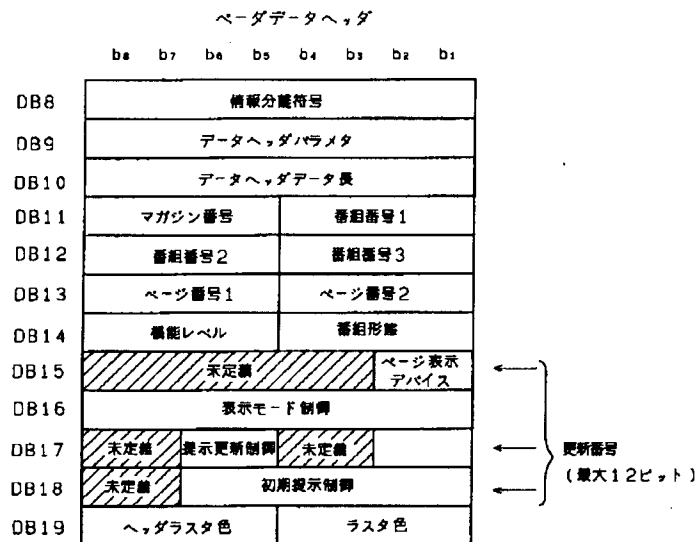 ページデータヘッダ
b8 b7 b6 b5 b4 b3 b2 b1
DB8 情報分離符号
DB9 データヘッダパラメタ
DB10 データヘッダデータ長
DB11 マガジン番号 番組番号1
DB12 番組番号2 番組番号3
DB13 ページ番号1 ページ番号2
DB14 機能レベル 番組形態
DB15 未定義 ページ表示
デバイス
DB16 表示モード制御
DB17 未定義 提示更新制御 未定義
更新番号
(最大12ビット)
DB18 未定義 初期提示制御
DB19 ヘッダラスタ色 ラスタ色